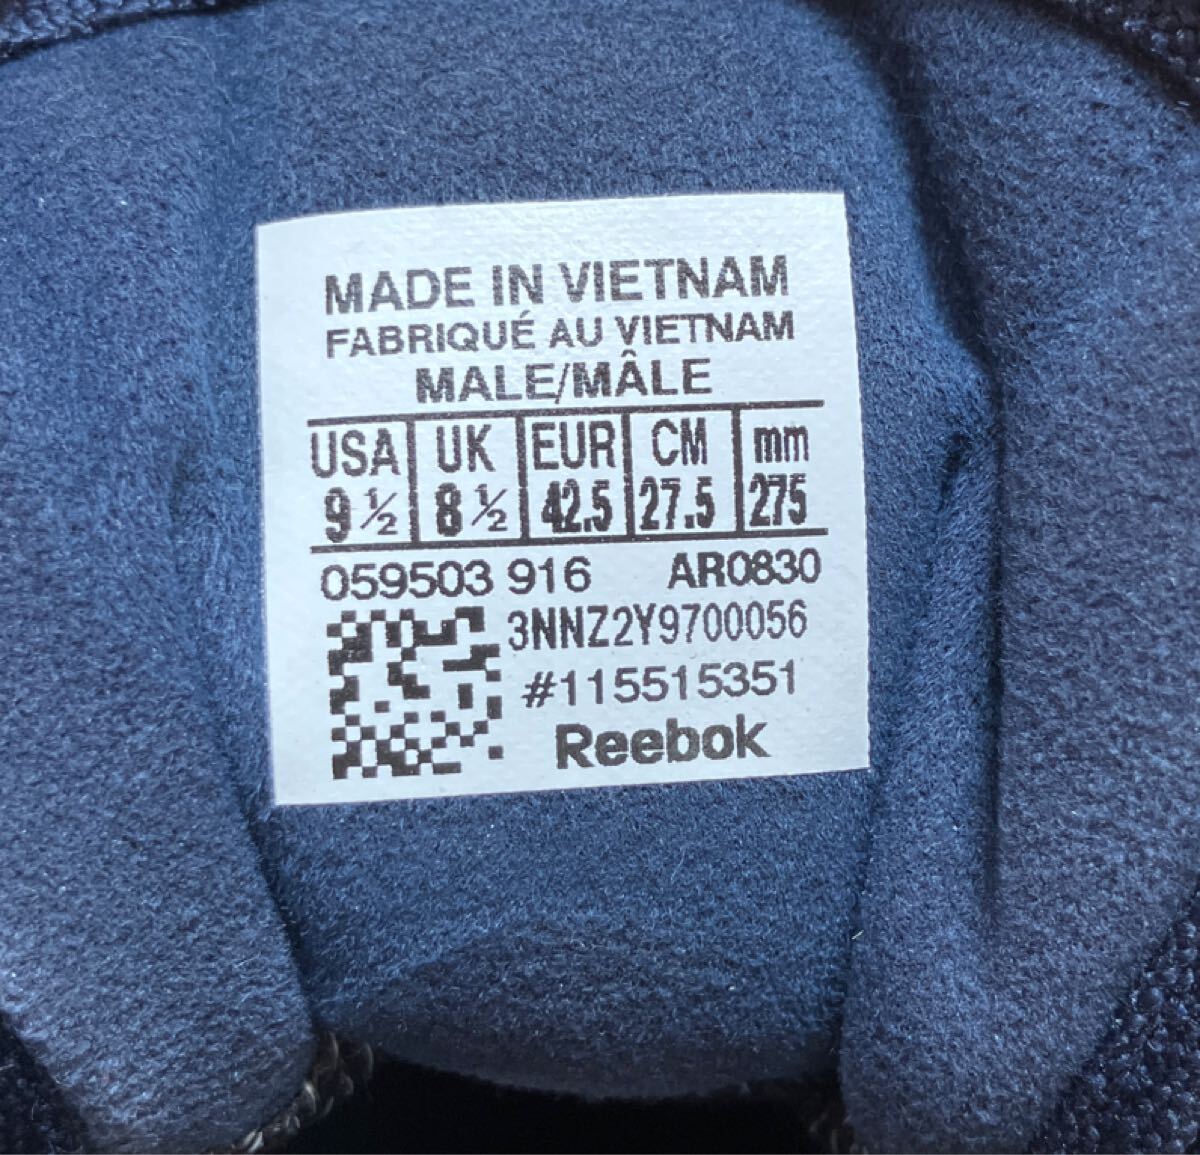 MADE IN VIETNAM
FABRIQUÉ AU VIETNAM
MALE/MÂLE
USA UK EUR CM mm
9 ½ 8 ½ 42.5 27.5 275
059503 916 AR0830
3NNZ2Y9700056
#115515351
Reebok